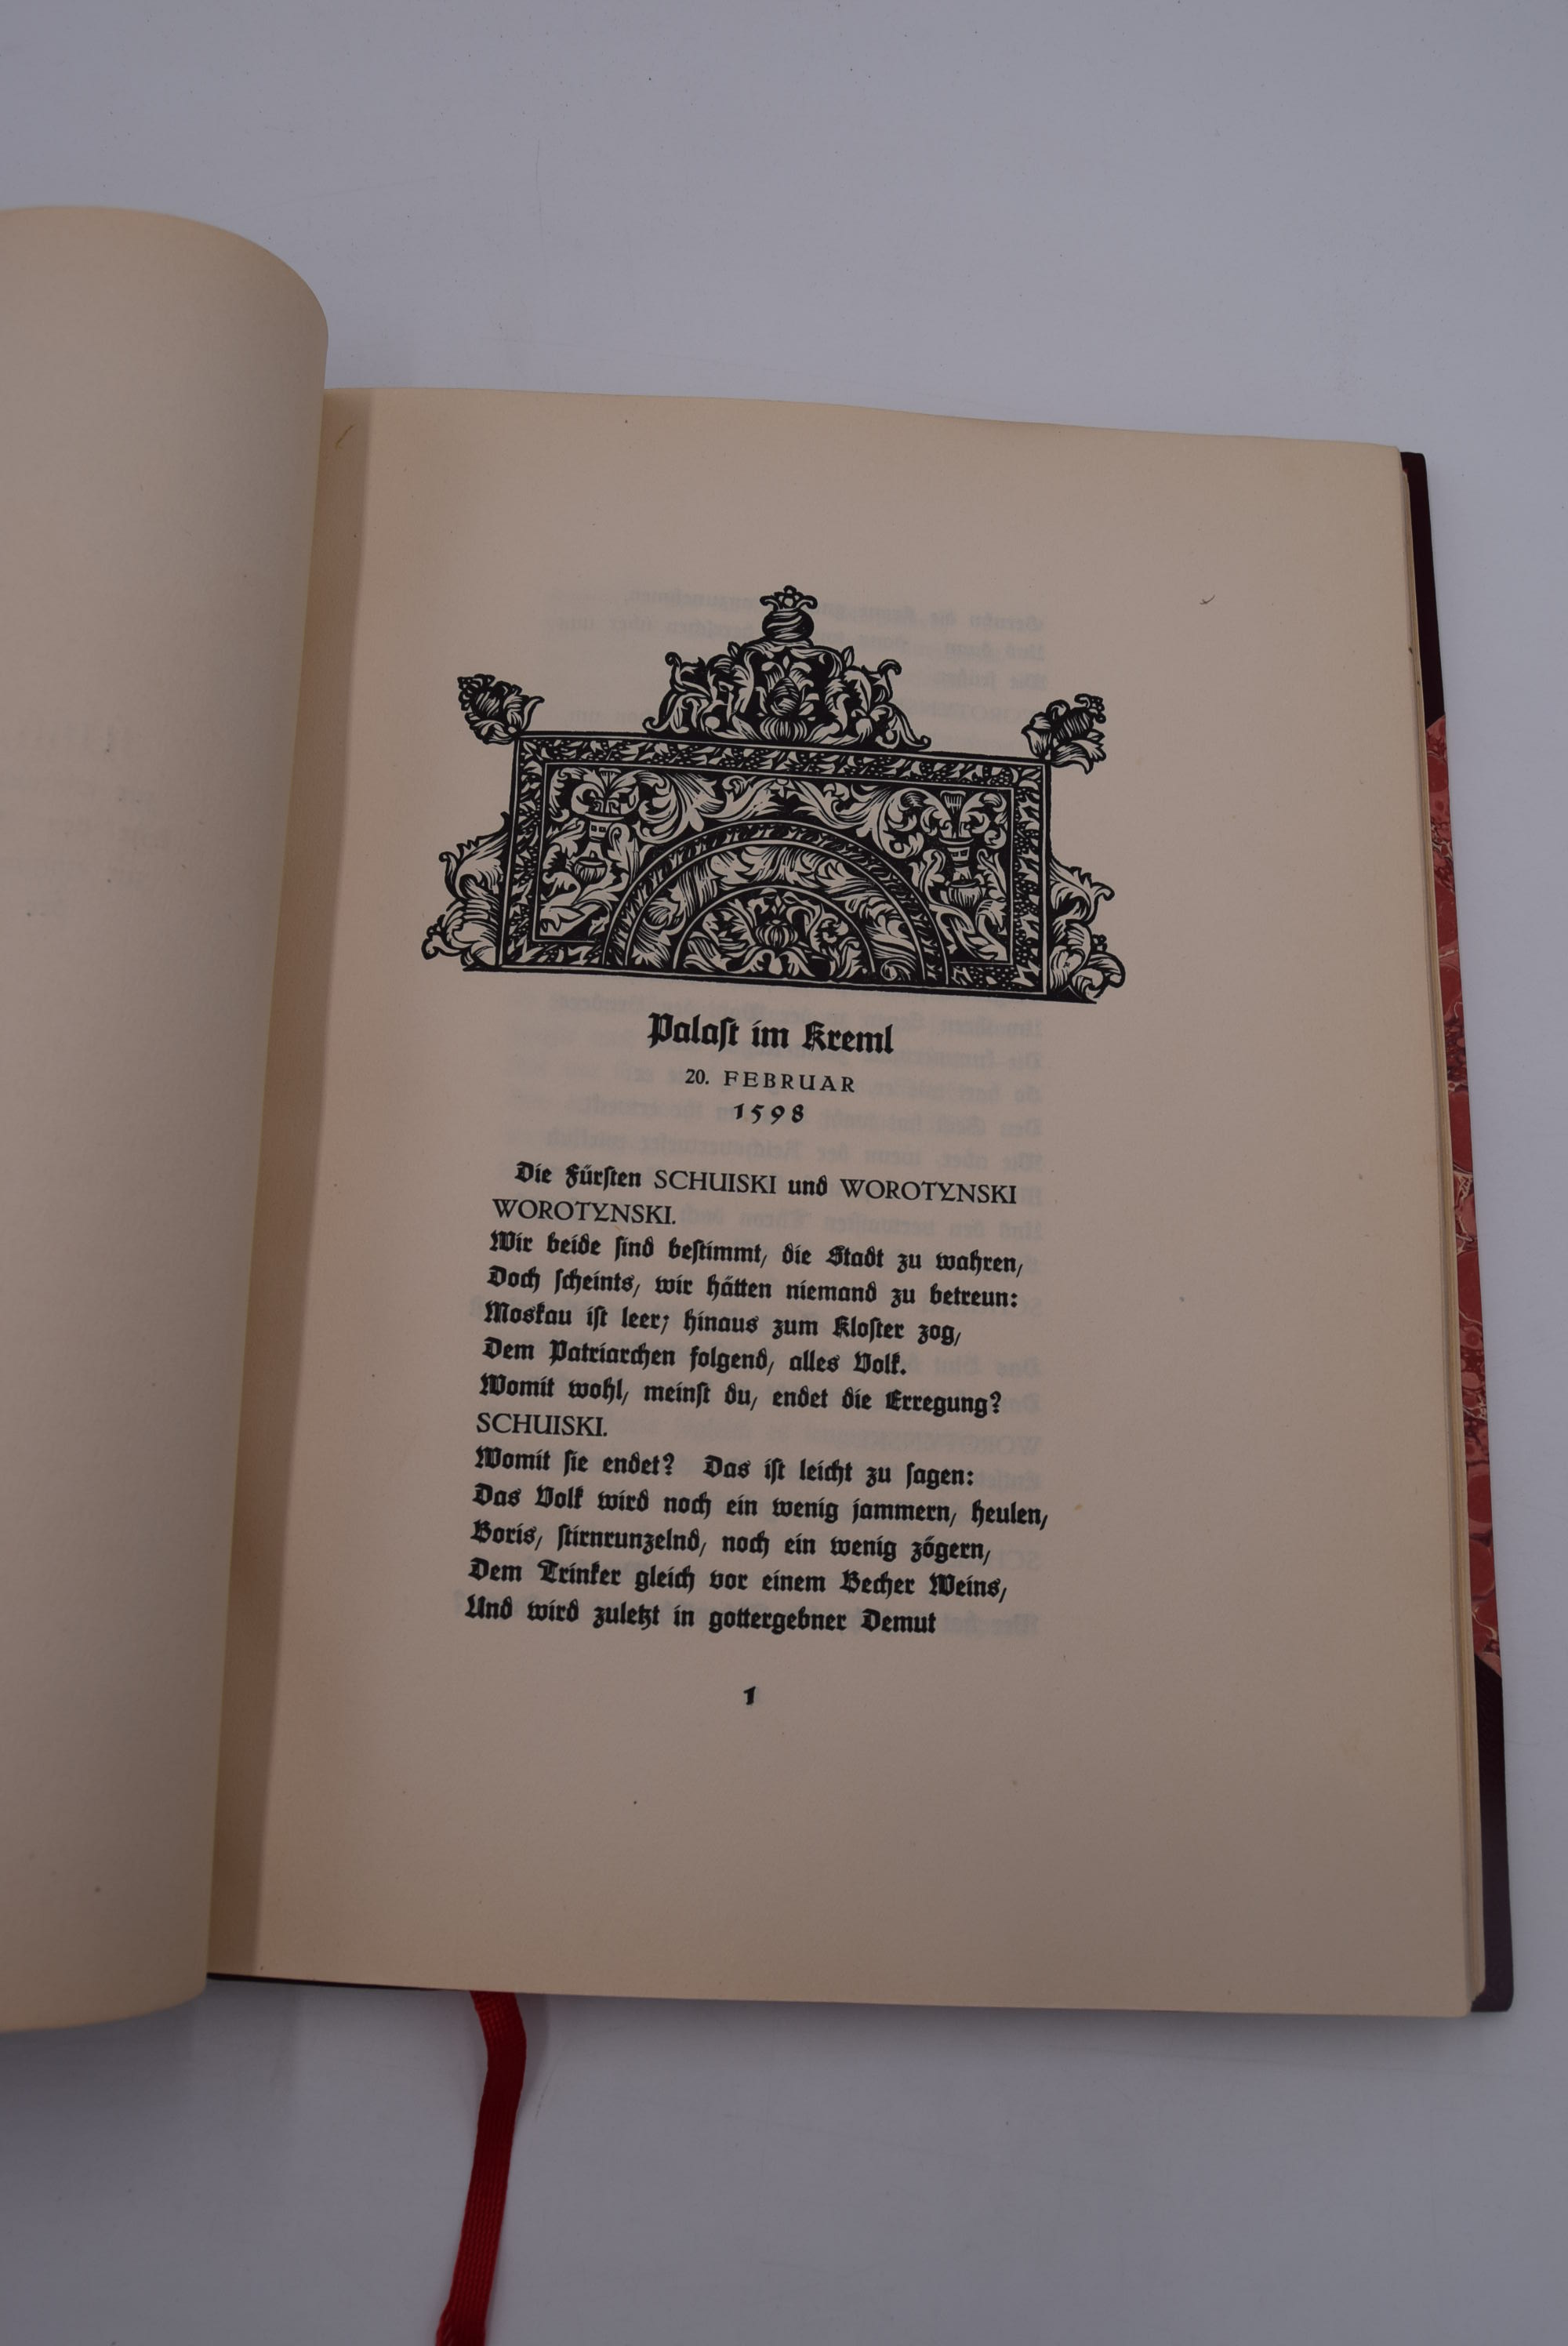 Palaſt im Kreml
20. FEBRUAR
1598
Die Fürſten SCHUISKI und WOROTYNSKI
WOROTYNSKI.
Wir beide ſind beſtimmt, die Stadt zu wahren,
Doch ſcheints, wir hätten niemand zu betreun:
Moskau iſt leer; hinaus zum Kloſter zog,
Dem Patriarchen folgend, alles Volk.
Womit wohl, meinſt du, endet die Erregung?
SCHUISKI.
Womit ſie endet? Das iſt leicht zu ſagen:
Das Volk wird noch ein wenig jammern, heulen,
Boris, ſtirnrunzelnd, noch ein wenig zögern,
Dem Trinker gleich vor einem Becher Weins,
Und wird zuletzt in gottergebner Demut
1